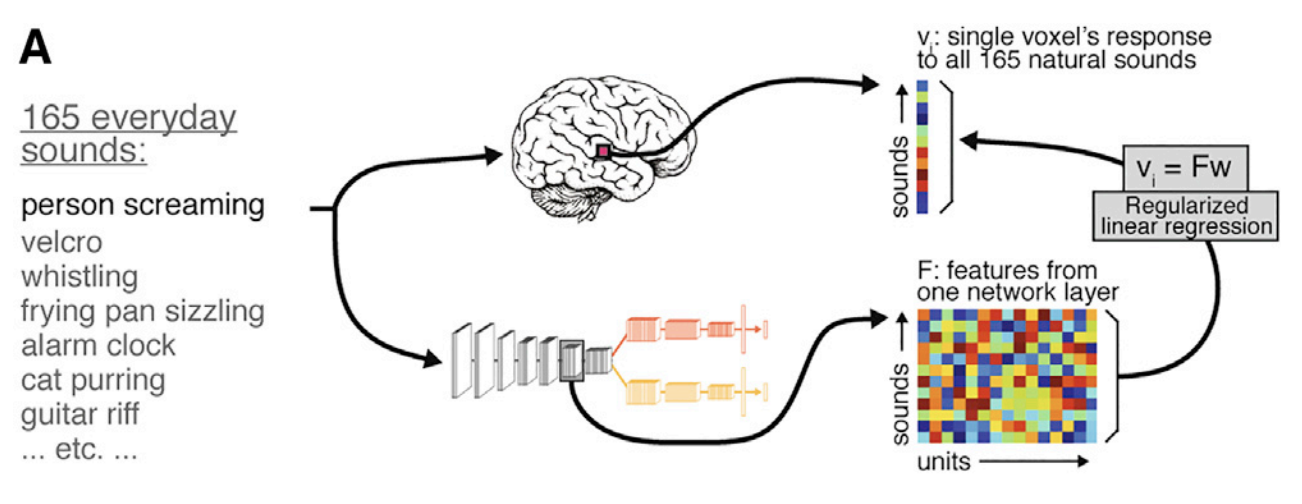 A
165 everyday
sounds:
person screaming
velcro
whistling
frying pan sizzling
alarm clock
cat purring
guitar riff
... etc. ...
vᵢ: single voxel's response
to all 165 natural sounds
sounds
vᵢ = Fw
Regularized
linear regression
F: features from
one network layer
sounds
units